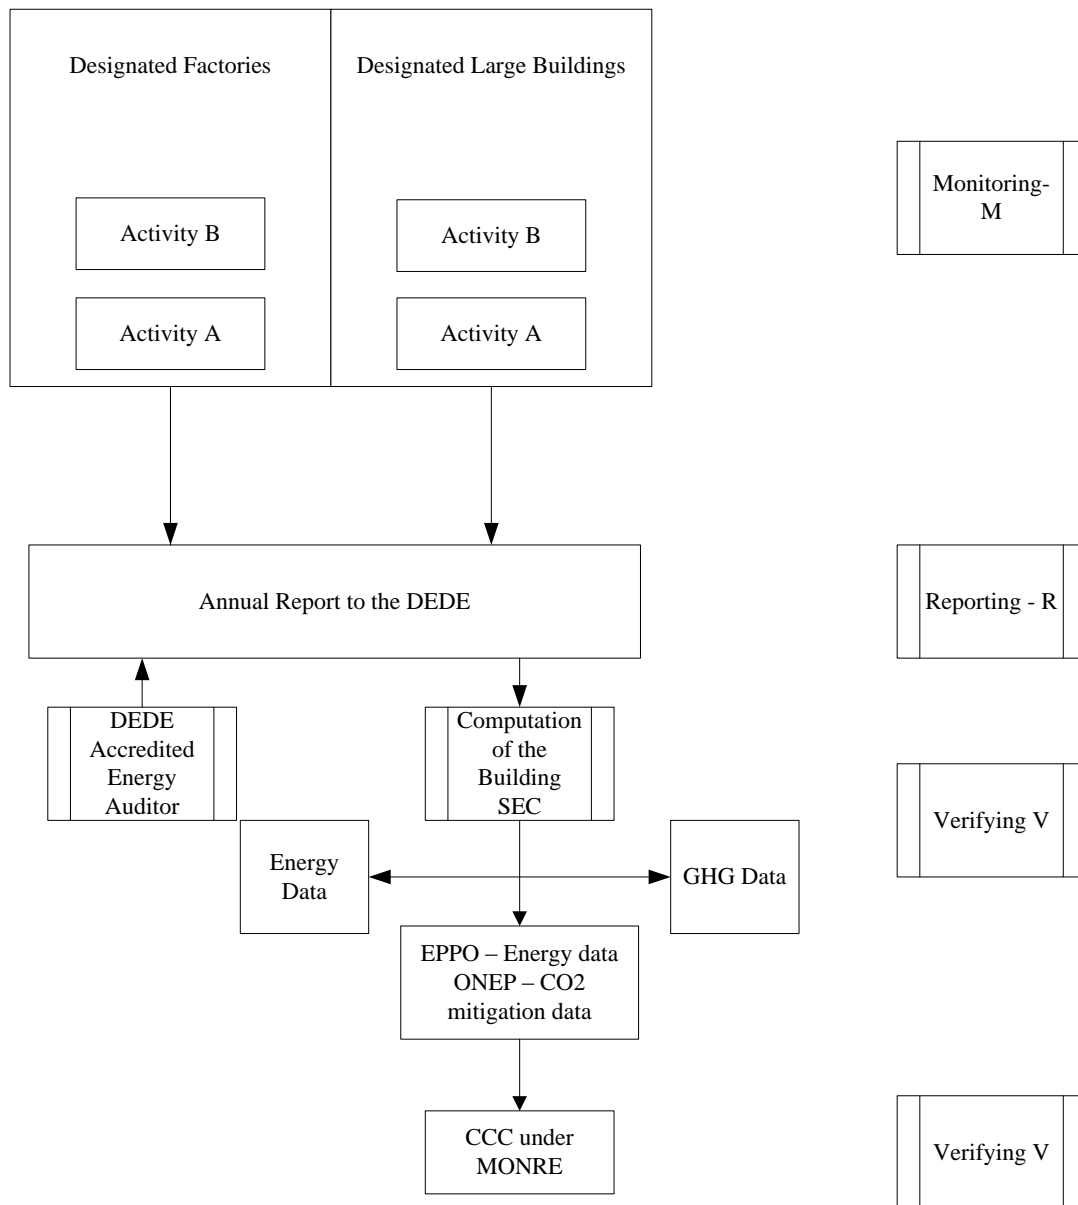 Designated Factories
Designated Large Buildings
Monitoring-
M
Activity B
Activity B
Activity A
Activity A
Annual Report to the DEDE
Reporting - R
DEDE
Accredited
Energy
Auditor
Computation
of the
Building
SEC
Verifying V
Energy
Data
GHG Data
EPPO – Energy data
ONEP – CO2
mitigation data
CCC under
MONRE
Verifying V